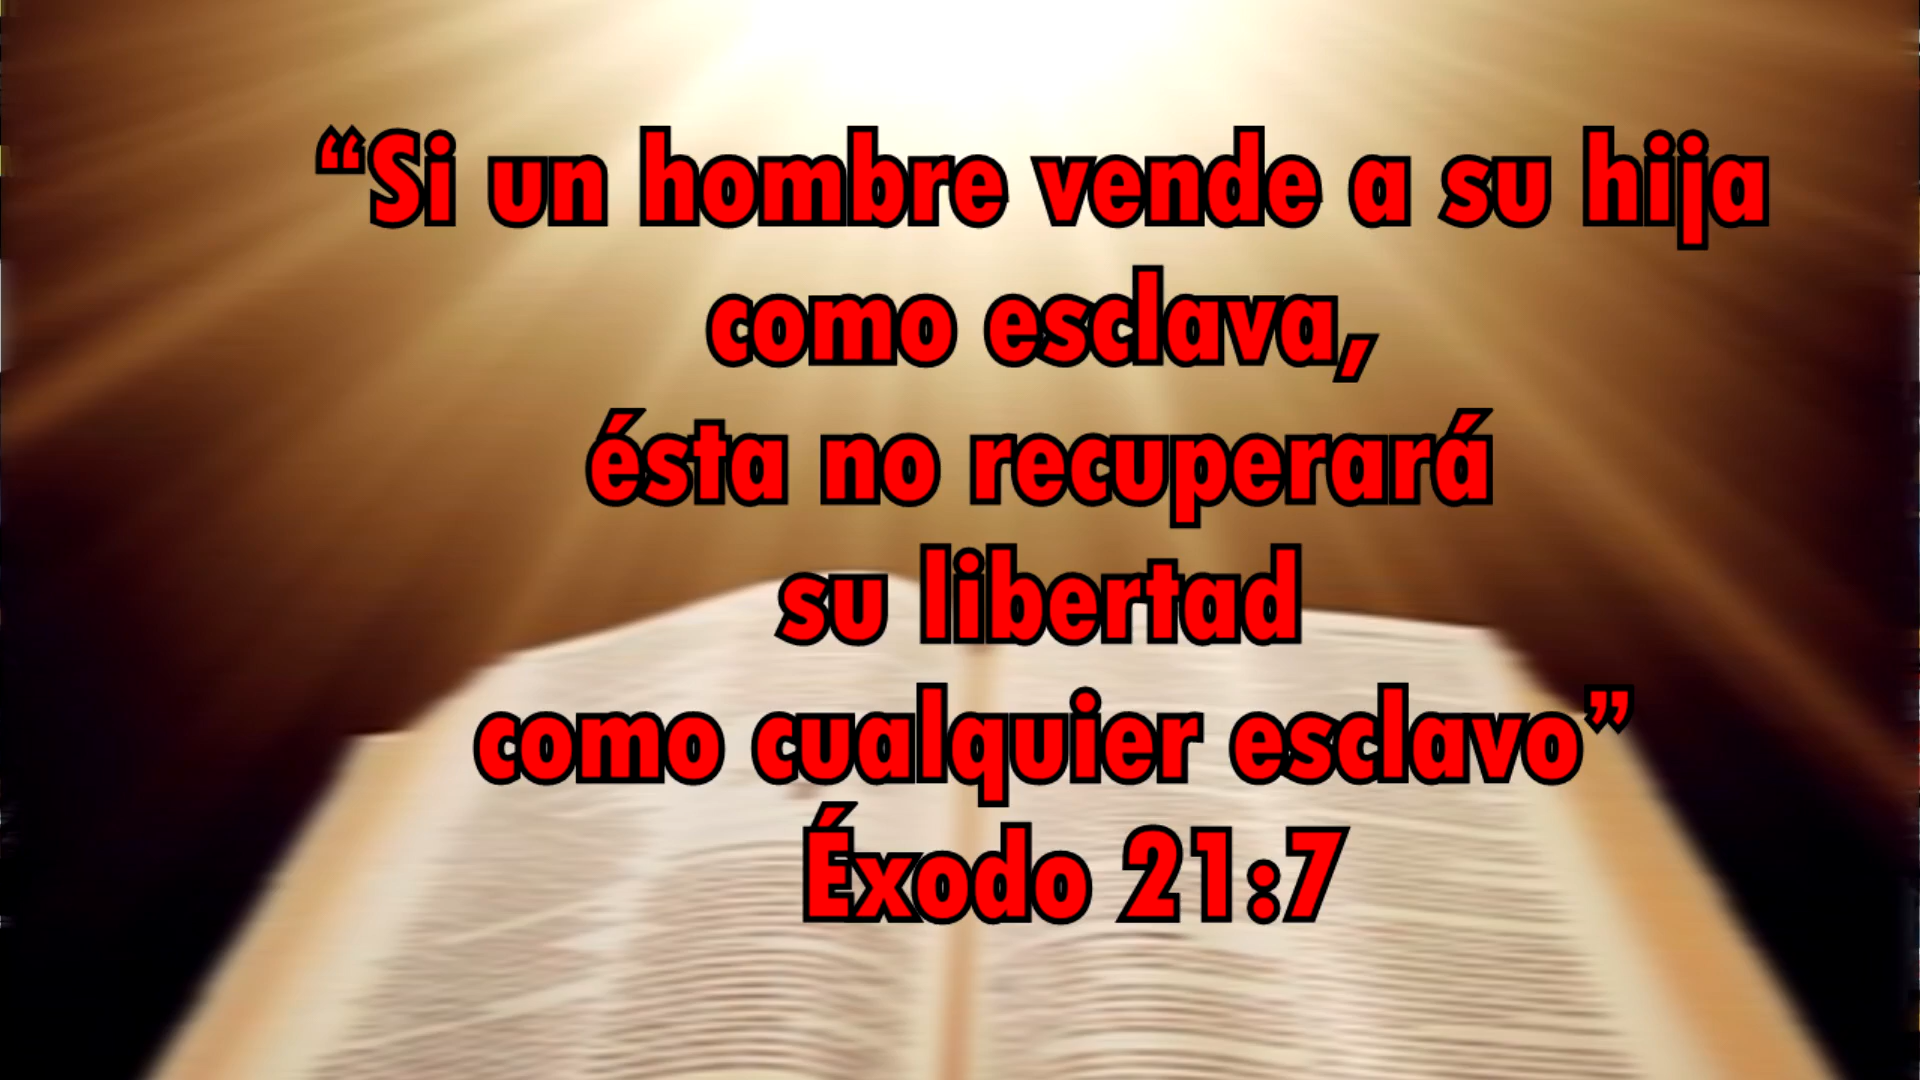 “Si un hombre vende a su hija
como esclava,
ésta no recuperará
su libertad
como cualquier esclavo”
Éxodo 21:7